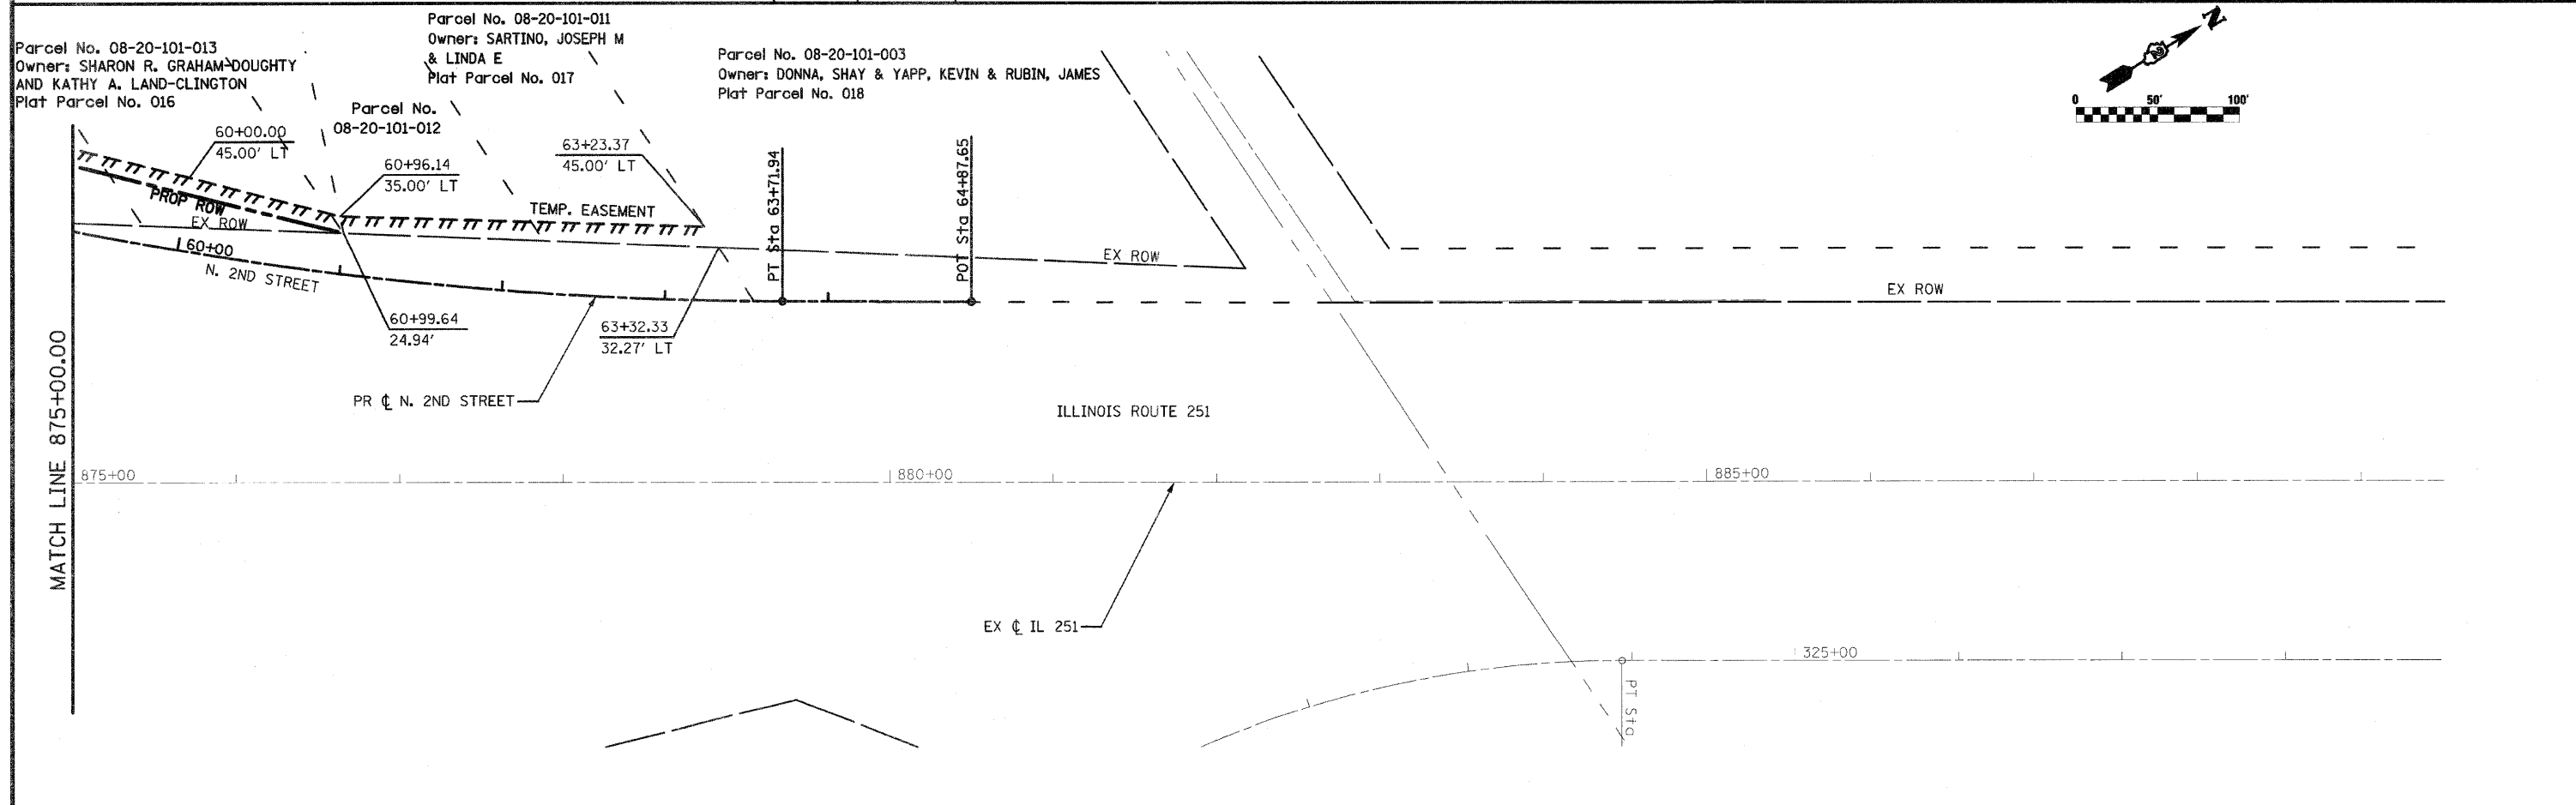 Parcel No. 08-20-101-013
Owner: SHARON R. GRAHAM-DOUGHTY
AND KATHY A. LAND-CLINGTON
Plat Parcel No. 016
Parcel No. 08-20-101-011
Owner: SARTINO, JOSEPH M
& LINDA E
Plat Parcel No. 017
Parcel No. 08-20-101-003
Owner: DONNA, SHAY & YAPP, KEVIN & RUBIN, JAMES
Plat Parcel No. 018
N
0 50' 100'
Parcel No.
08-20-101-012
60+00.00
45.00' LT
60+96.14
35.00' LT
63+23.37
45.00' LT
PT Sta 63+71.94
POT Sta 64+87.65
PROP ROW
TEMP. EASEMENT
EX ROW
60+00
N. 2ND STREET
EX ROW
EX ROW
60+99.64
24.94'
63+32.33
32.27' LT
PR ℄ N. 2ND STREET
ILLINOIS ROUTE 251
MATCH LINE 875+00.00
875+00
880+00
885+00
EX ℄ IL 251
325+00
PT Sta